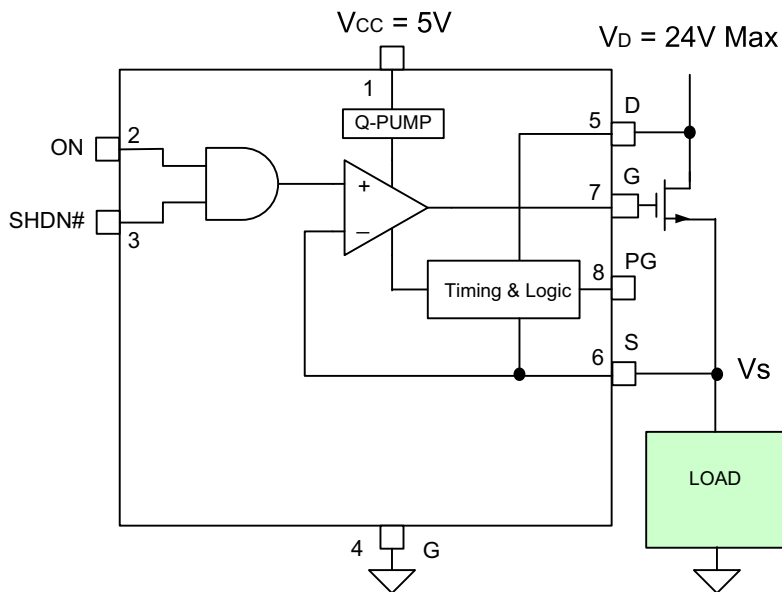 VCC = 5V
VD = 24V Max
1
D
Q-PUMP
5
2
ON
G
+
7
SHDN#
3
–
PG
8
Timing & Logic
S
6
Vs
LOAD
4
G